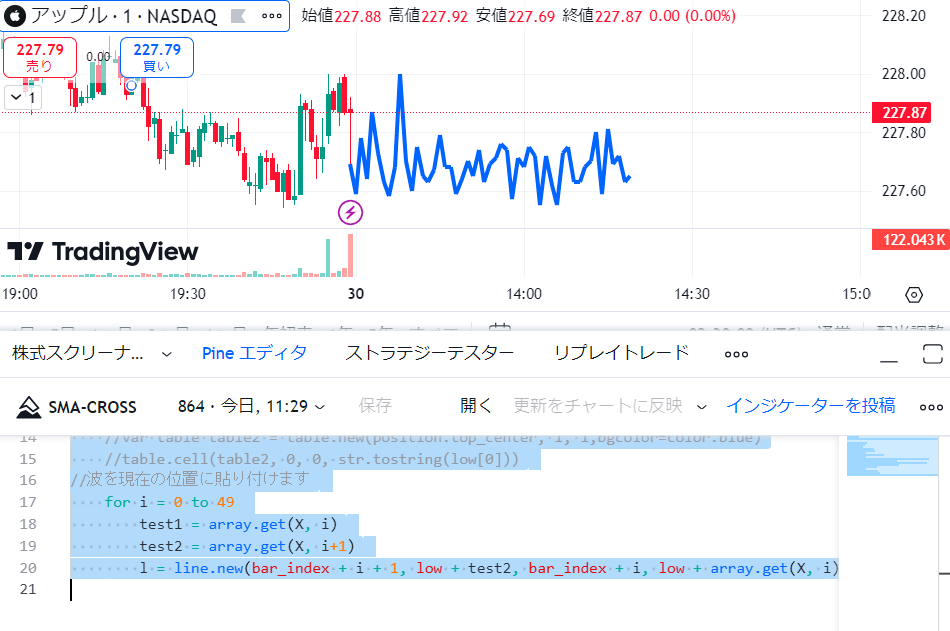 アップル · 1 · NASDAQ 始値227.88 高値227.92 安値227.69 終値227.87 0.00 (0.00%)
228.20
227.79
売り
0.00
227.79
買い
228.00
1
227.87
227.80
227.60
122.043K
TradingView
19:00 19:30 30 14:00 14:30 15:0
株式スクリーナ... Pine エディタ ストラテジーテスター リプレイトレード
SMA-CROSS 864 · 今日, 11:29 保存 開く 更新をチャートに反映 インジケーターを投稿
14 //var table table2 = table.new(position.top_center, 1, 1,bgcolor=color.blue)
15 //table.cell(table2, 0, 0, str.tostring(low[0]))
16 //波を現在の位置に貼り付けます
17 for i = 0 to 49
18 test1 = array.get(X, i)
19 test2 = array.get(X, i+1)
20 l = line.new(bar_index + i + 1, low + test2, bar_index + i, low + array.get(X, i)
21